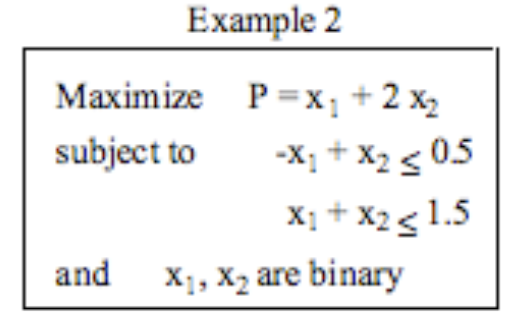 Example 2
Maximize P = x₁ + 2 x₂
subject to -x₁ + x₂ ≤ 0.5
x₁ + x₂ ≤ 1.5
and x₁, x₂ are binary